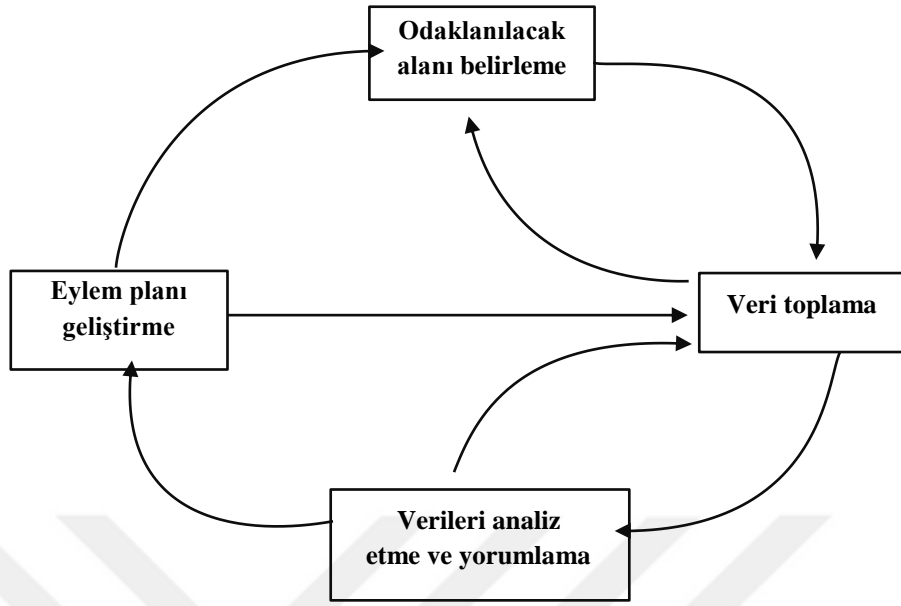 Odaklanılacak
alanı belirleme
Eylem planı
geliştirme
Veri toplama
Verileri analiz
etme ve yorumlama